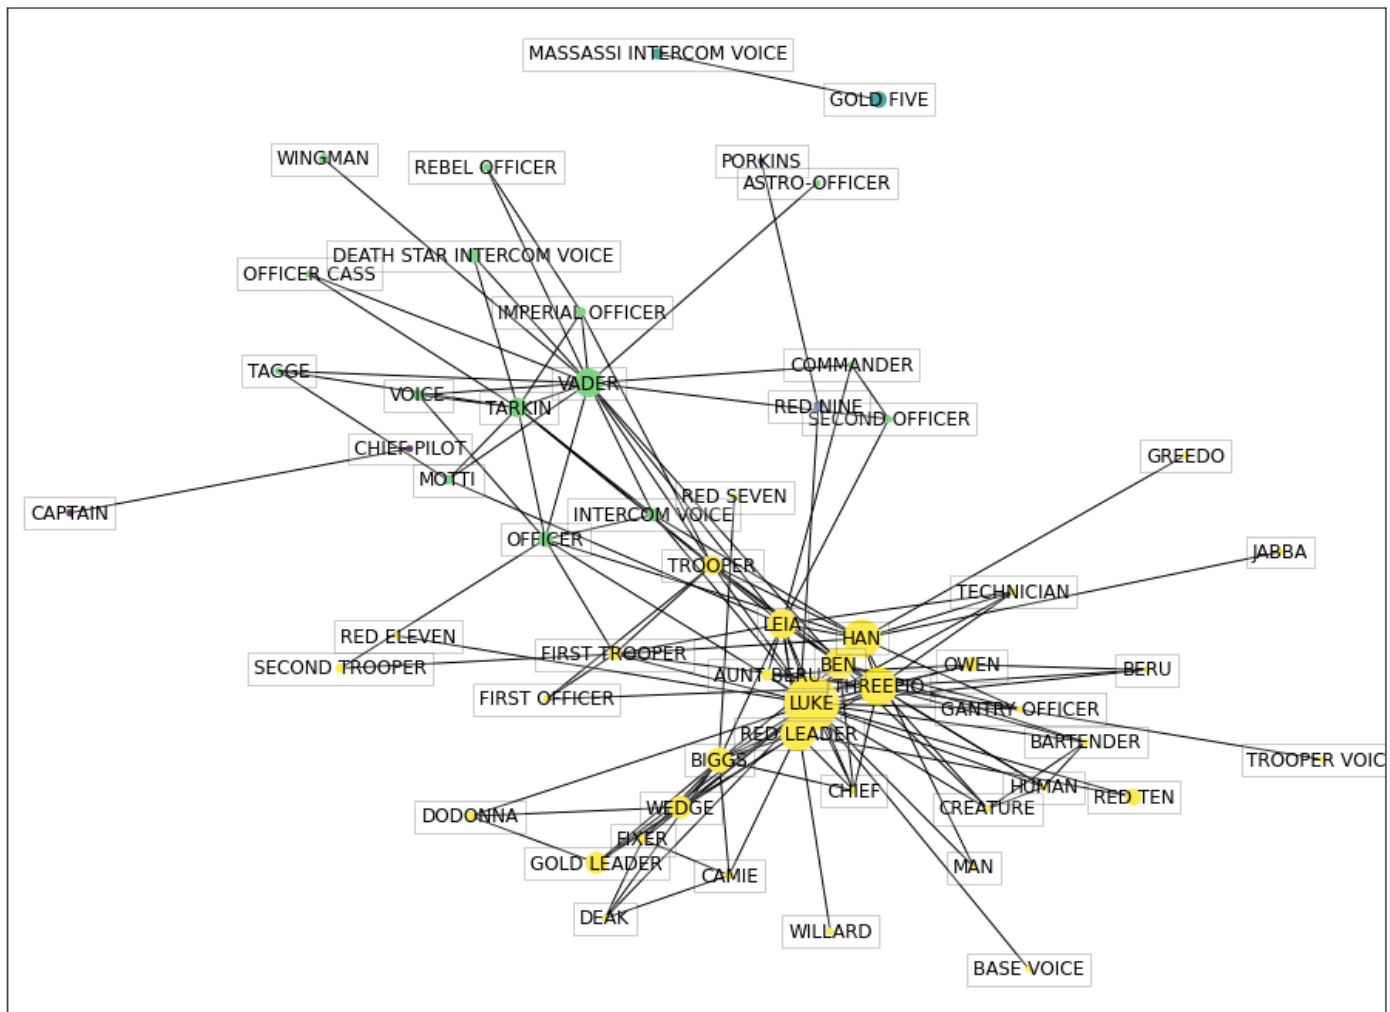 MASSASSI INTERCOM VOICE
GOLD FIVE
WINGMAN
REBEL OFFICER
PORKINS
ASTRO-OFFICER
DEATH STAR INTERCOM VOICE
OFFICER CASS
IMPERIAL OFFICER
COMMANDER
TAGGE
VADER
VOICE
TARKIN
RED NINE
SECOND OFFICER
CHIEF PILOT
GREEDO
MOTTI
RED SEVEN
CAPTAIN
INTERCOM VOICE
OFFICER
JABBA
TROOPER
TECHNICIAN
LEIA
RED ELEVEN
HAN
FIRST TROOPER
SECOND TROOPER
BEN
OWEN
BERU
AUNT BERU
THREEPIO
FIRST OFFICER
LUKE
GANTRY OFFICER
RED LEADER
BARTENDER
BIGGS
TROOPER VOIC
CHIEF
HUMAN
RED TEN
WEDGE
CREATURE
DODONNA
FIXER
GOLD LEADER
MAN
CAMIE
DEAK
WILLARD
BASE VOICE